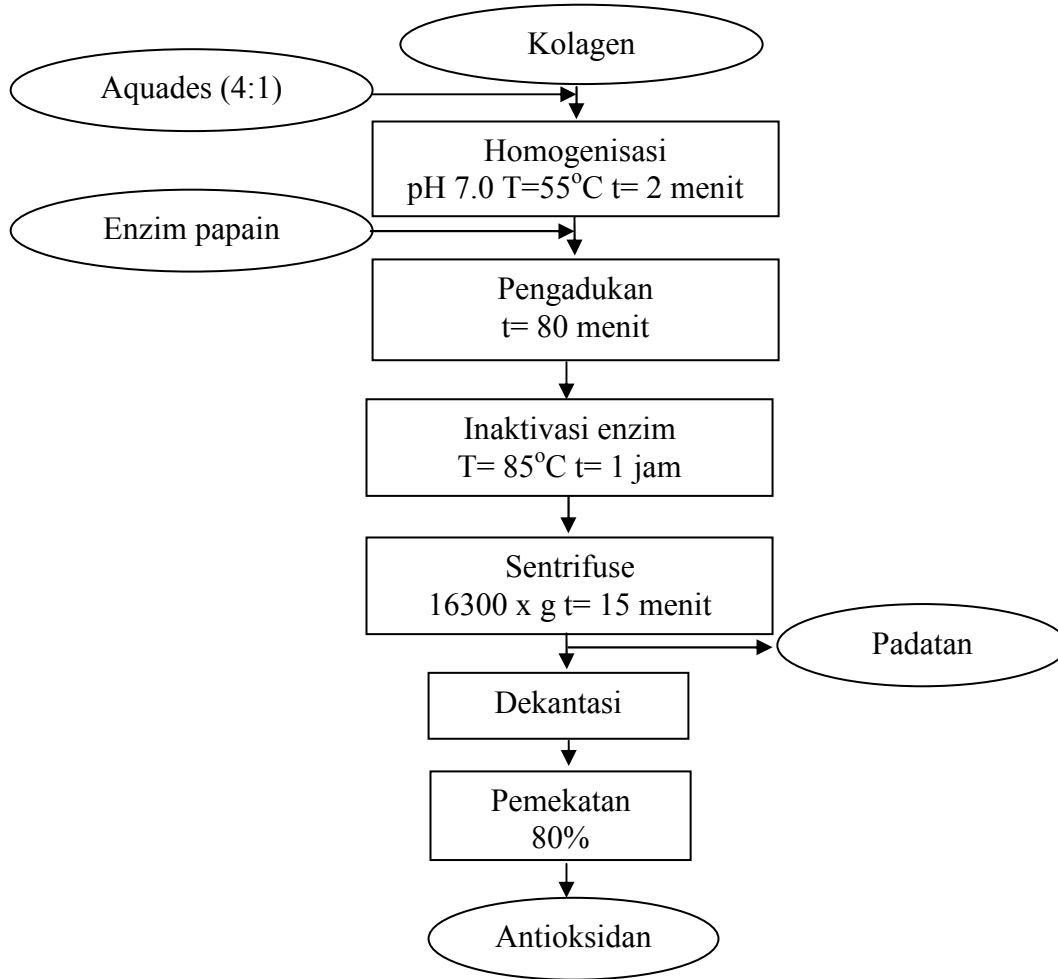 Kolagen
Aquades (4:1)
Homogenisasi
pH 7.0 T=55°C t= 2 menit
Enzim papain
Pengadukan
t= 80 menit
Inaktivasi enzim
T= 85°C t= 1 jam
Sentrifuse
16300 x g t= 15 menit
Padatan
Dekantasi
Pemekatan
80%
Antioksidan